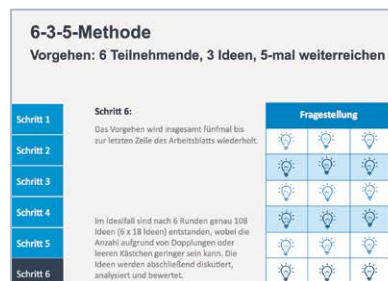 6-3-5-Methode
Vorgehen: 6 Teilnehmende, 3 Ideen, 5-mal weiterreichen
Schritt 1
Schritt 2
Schritt 3
Schritt 4
Schritt 5
Schritt 6
Schritt 6:
Das Vorgehen wird insgesamt fünfmal bis
zur letzten Zeile des Arbeitsblatts wiederholt.
Im Idealfall sind nach 6 Runden genau 108
Ideen (6 x 18 Ideen) entstanden, wobei die
Anzahl aufgrund von Dopplungen oder
leeren Kästchen geringer sein kann. Die
Ideen werden abschließend diskutiert,
analysiert und bewertet.
Fragestellung